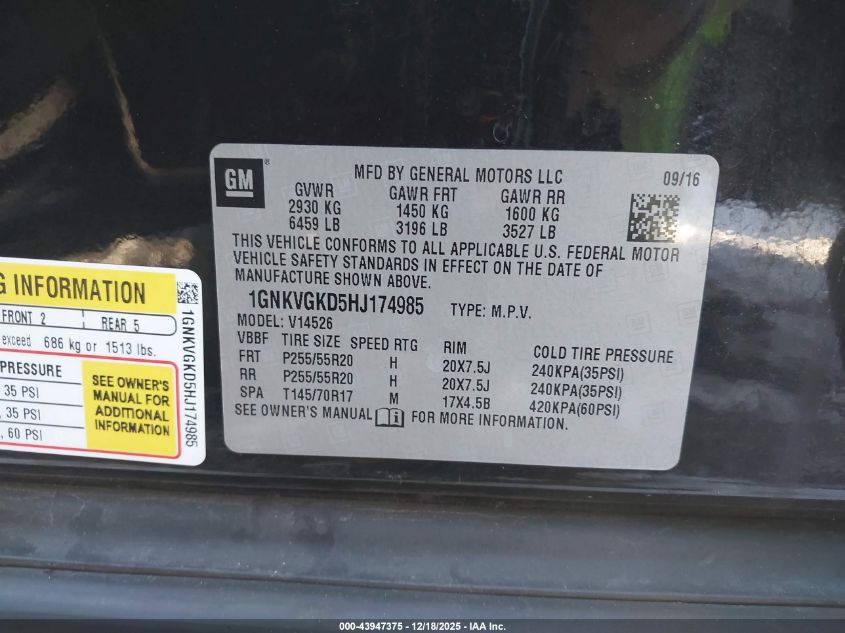 GM
®
MFD BY GENERAL MOTORS LLC
09/16
GVWR GAWR FRT GAWR RR
2930 KG 1450 KG 1600 KG
6459 LB 3196 LB 3527 LB
THIS VEHICLE CONFORMS TO ALL APPLICABLE U.S. FEDERAL MOTOR
VEHICLE SAFETY STANDARDS IN EFFECT ON THE DATE OF
MANUFACTURE SHOWN ABOVE.
1GNKVGKD5HJ174985 TYPE: M.P.V.
MODEL: V14526
VBBF TIRE SIZE SPEED RTG RIM COLD TIRE PRESSURE
FRT P255/55R20 H 20X7.5J 240KPA(35PSI)
RR P255/55R20 H 20X7.5J 240KPA(35PSI)
SPA T145/70R17 M 17X4.5B 420KPA(60PSI)
SEE OWNER'S MANUAL FOR MORE INFORMATION.
G INFORMATION
FRONT 2 REAR 5
exceed 686 kg or 1513 lbs.
PRESSURE
35 PSI
, 35 PSI
, 60 PSI
SEE OWNER'S
MANUAL FOR
ADDITIONAL
INFORMATION
1GNKVGKD5HJ174985
000-43947375 - 12/18/2025 - IAA Inc.